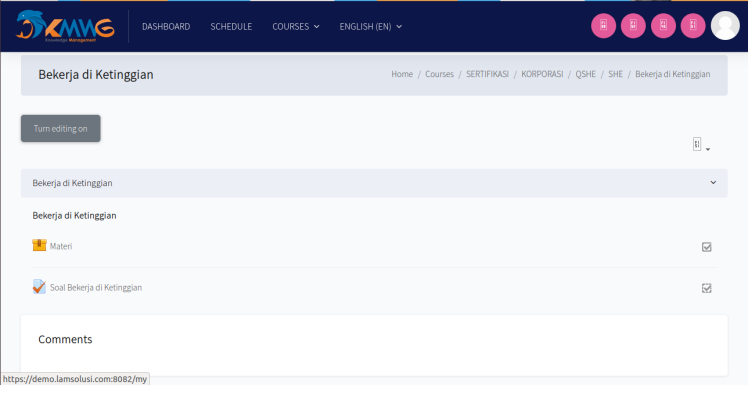 KMWG
Knowledge Management
DASHBOARD SCHEDULE COURSES ENGLISH (EN)
Bekerja di Ketinggian
Home / Courses / SERTIFIKASI / KORPORASI / QSHE / SHE / Bekerja di Ketinggian
Turn editing on
Bekerja di Ketinggian
Bekerja di Ketinggian
Materi
Soal Bekerja di Ketinggian
Comments
https://demo.lamsolusi.com:8082/my